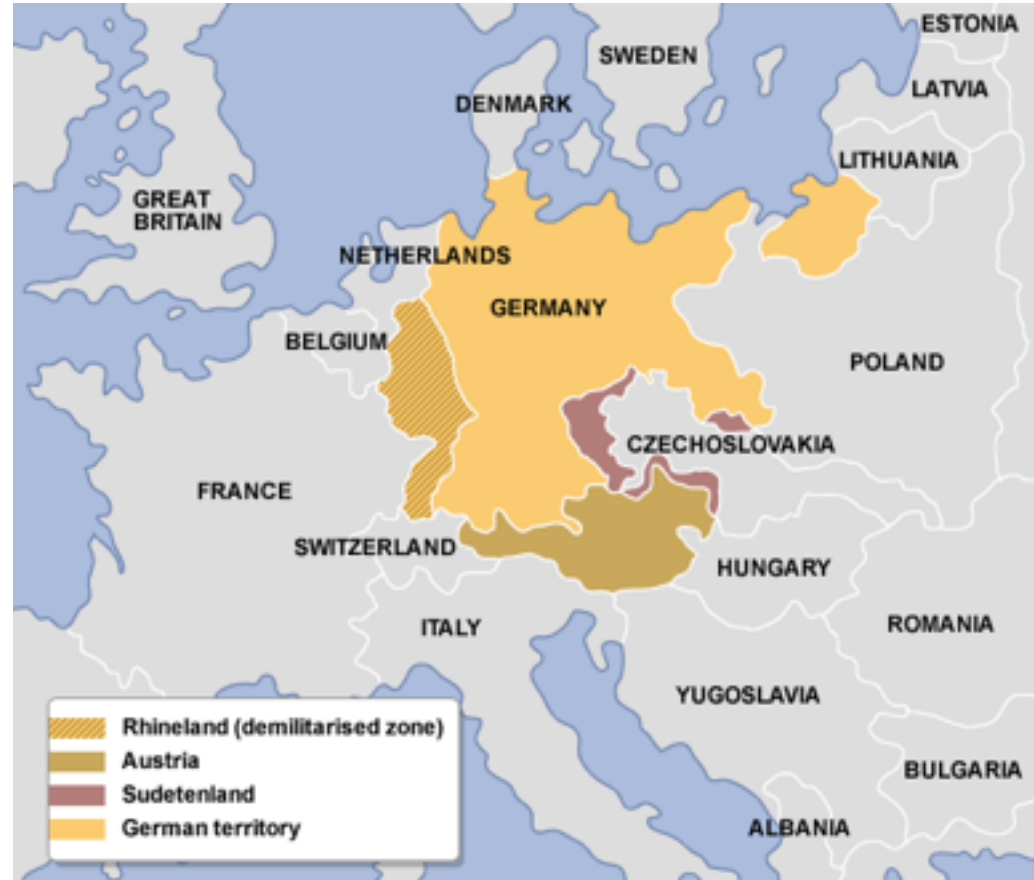 ESTONIA
SWEDEN
LATVIA
DENMARK
LITHUANIA
GREAT
BRITAIN
NETHERLANDS
GERMANY
BELGIUM
POLAND
CZECHOSLOVAKIA
FRANCE
SWITZERLAND
HUNGARY
ITALY
ROMANIA
YUGOSLAVIA
BULGARIA
ALBANIA
Rhineland (demilitarised zone)
Austria
Sudetenland
German territory